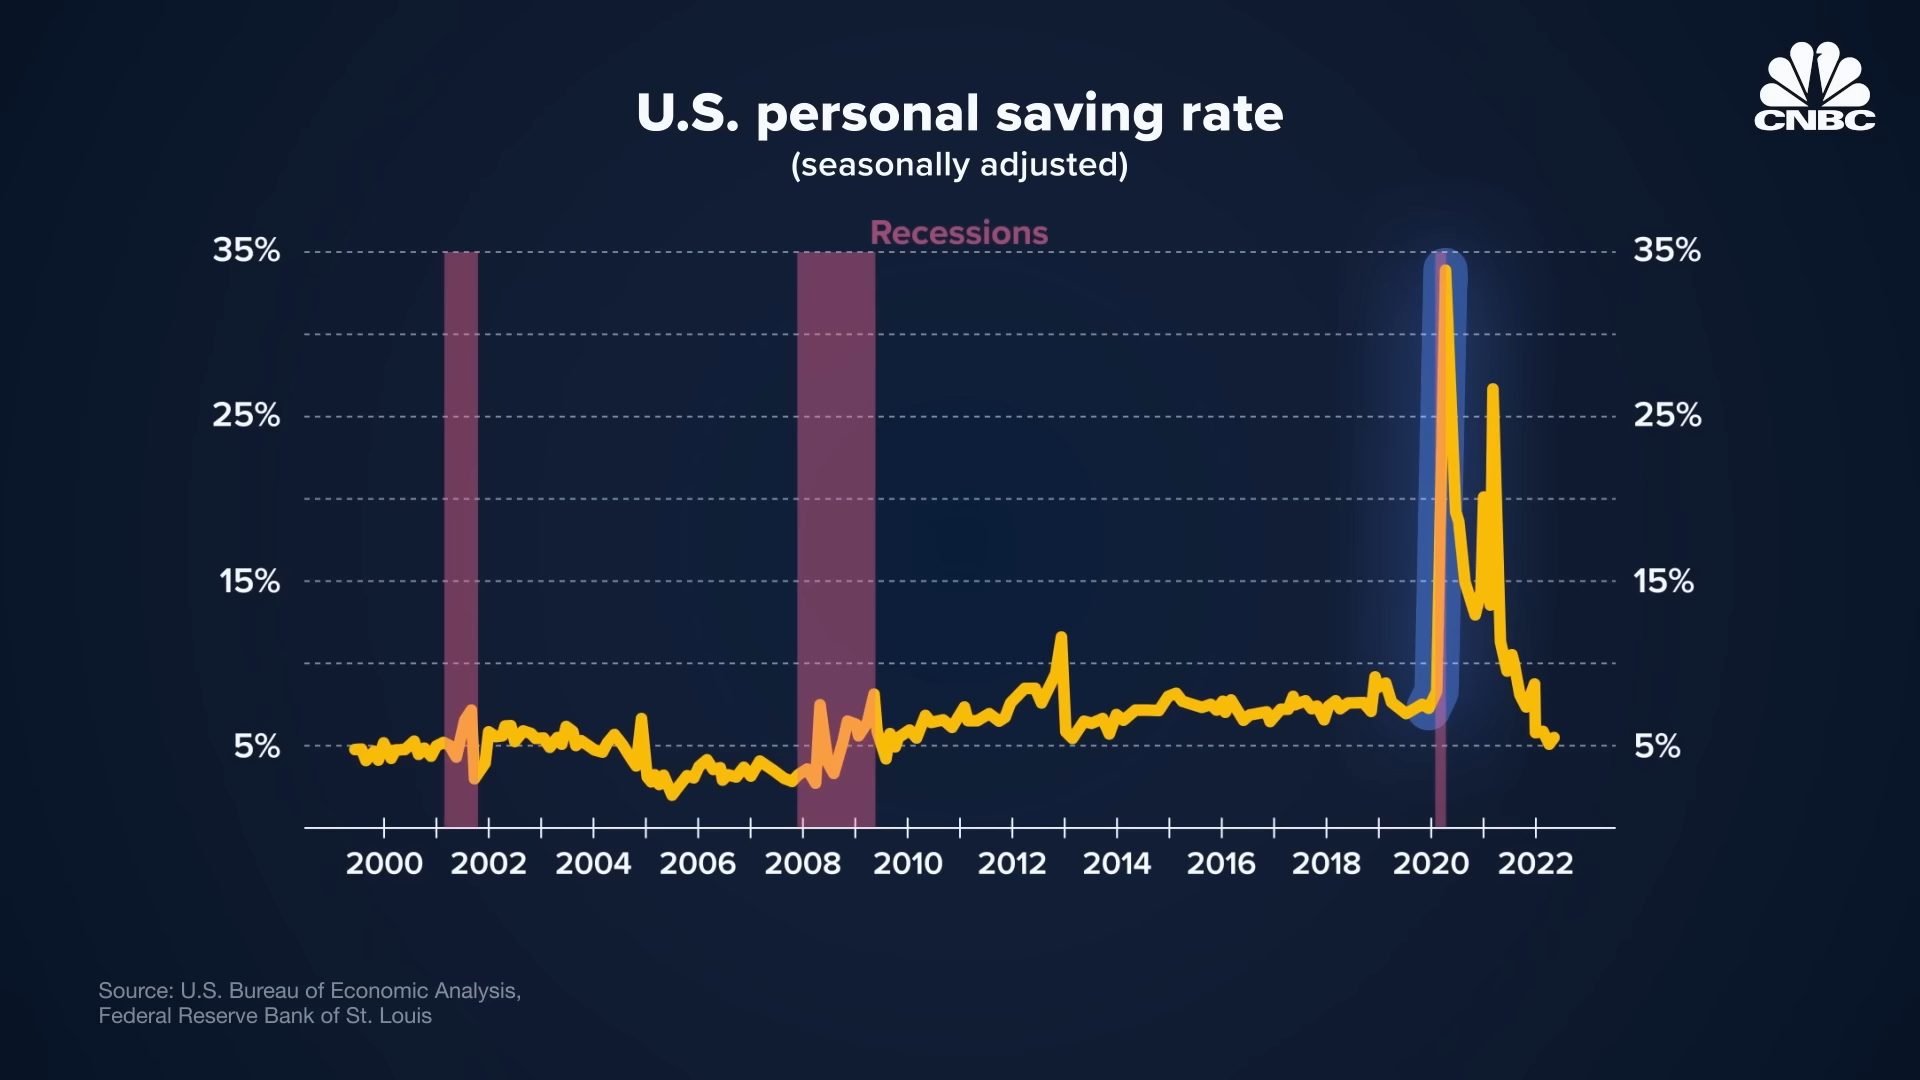 CNBC
U.S. personal saving rate
(seasonally adjusted)
Recessions
35% 35%
25% 25%
15% 15%
5% 5%
2000 2002 2004 2006 2008 2010 2012 2014 2016 2018 2020 2022
Source: U.S. Bureau of Economic Analysis,
Federal Reserve Bank of St. Louis